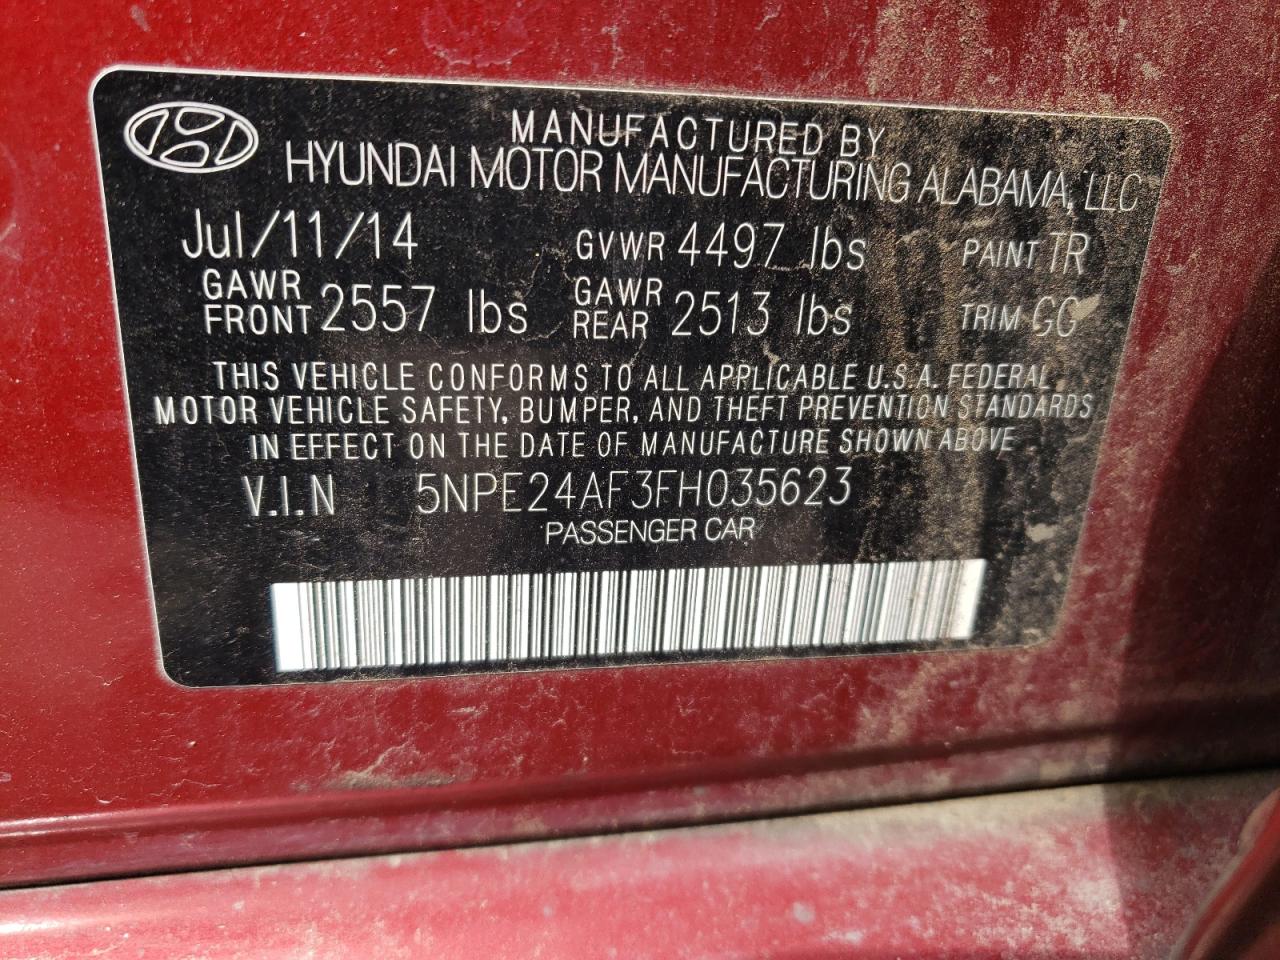 MANUFACTURED BY
HYUNDAI MOTOR MANUFACTURING ALABAMA, LLC
Jul/11/14 GVWR 4497 lbs PAINT TR
GAWR FRONT 2557 lbs GAWR REAR 2513 lbs TRIM GG
THIS VEHICLE CONFORMS TO ALL APPLICABLE U.S.A. FEDERAL
MOTOR VEHICLE SAFETY, BUMPER, AND THEFT PREVENTION STANDARDS
IN EFFECT ON THE DATE OF MANUFACTURE SHOWN ABOVE
V.I.N 5NPE24AF3FH035623
PASSENGER CAR